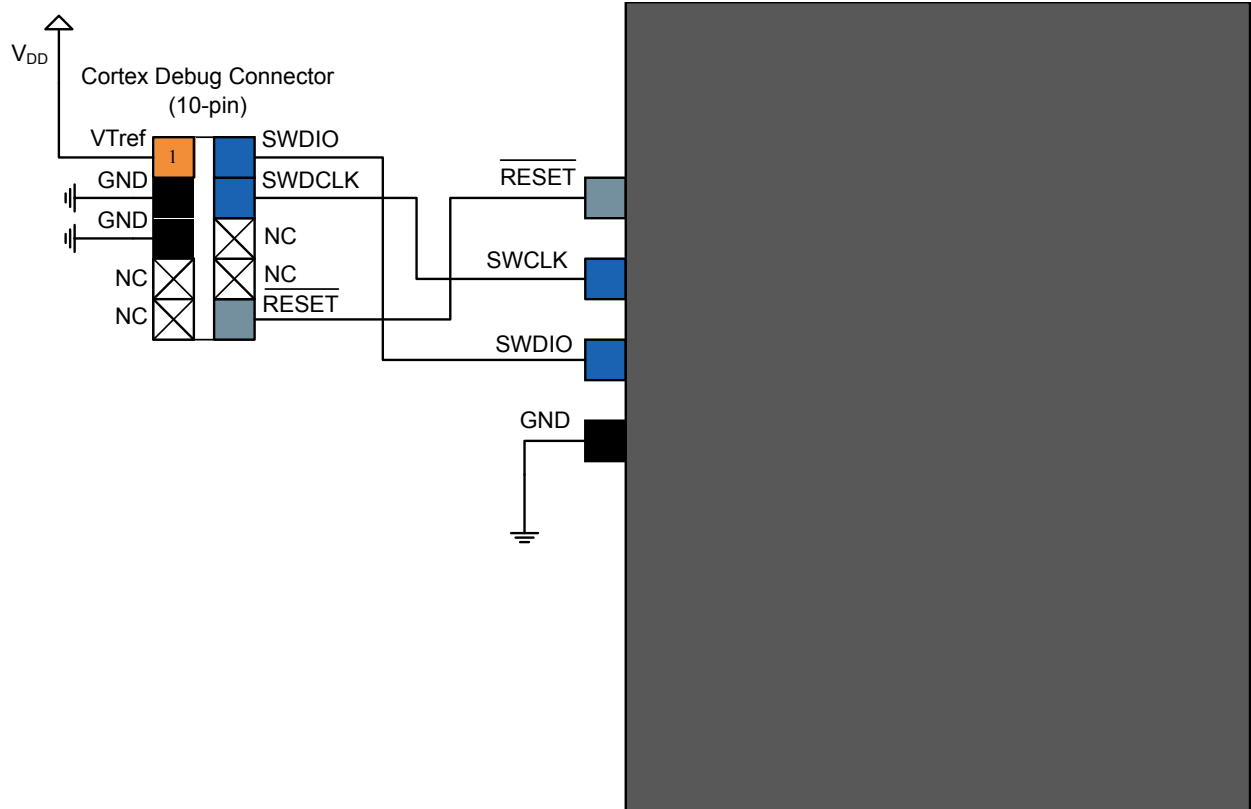 VDD
Cortex Debug Connector
(10-pin)
VTref
1
SWDIO
GND
SWDCLK
GND
NC
NC
NC
NC
RESET
RESET
SWCLK
SWDIO
GND